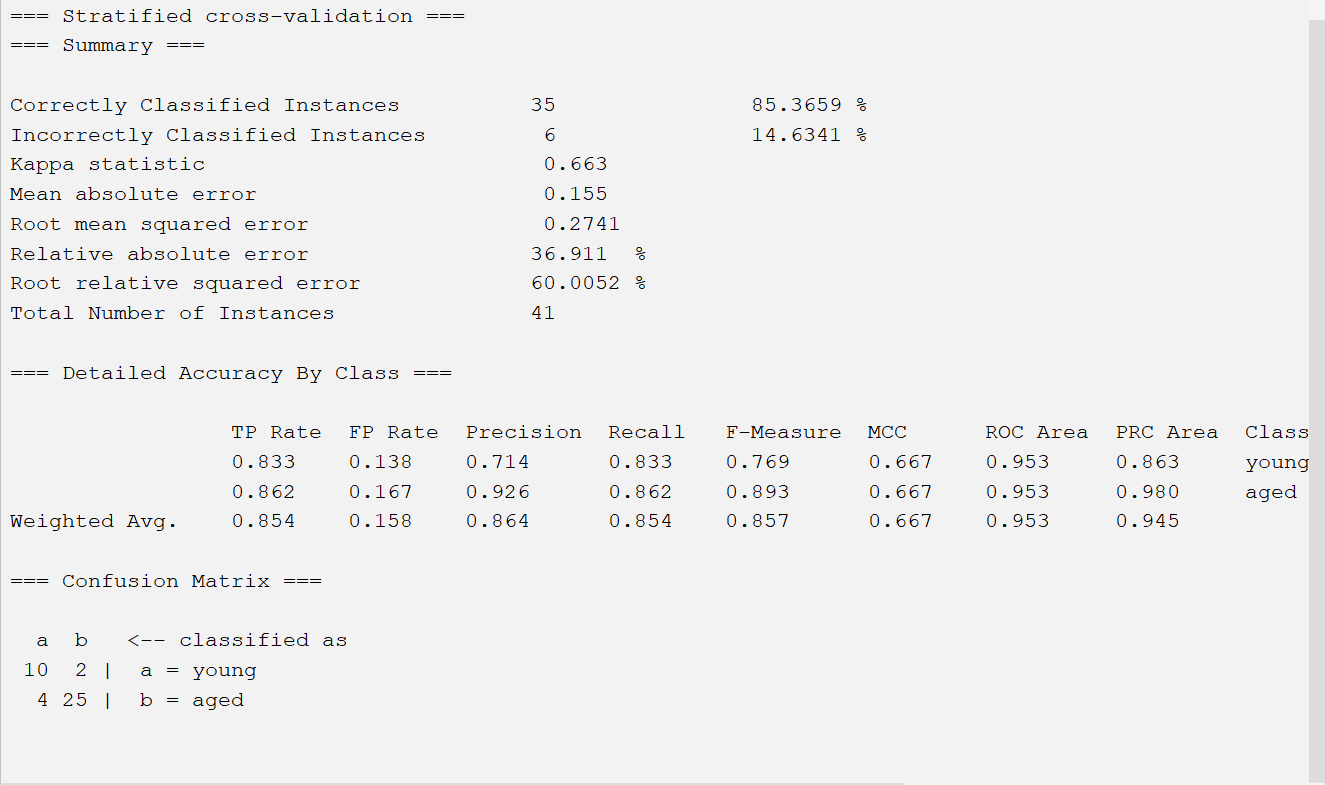 === Stratified cross-validation ===
=== Summary ===
Correctly Classified Instances 35 85.3659 %
Incorrectly Classified Instances 6 14.6341 %
Kappa statistic 0.663
Mean absolute error 0.155
Root mean squared error 0.2741
Relative absolute error 36.911 %
Root relative squared error 60.0052 %
Total Number of Instances 41
=== Detailed Accuracy By Class ===
TP Rate FP Rate Precision Recall F-Measure MCC ROC Area PRC Area Class
0.833 0.138 0.714 0.833 0.769 0.667 0.953 0.863 young
0.862 0.167 0.926 0.862 0.893 0.667 0.953 0.980 aged
Weighted Avg. 0.854 0.158 0.864 0.854 0.857 0.667 0.953 0.945
=== Confusion Matrix ===
a b <-- classified as
10 2 | a = young
4 25 | b = aged